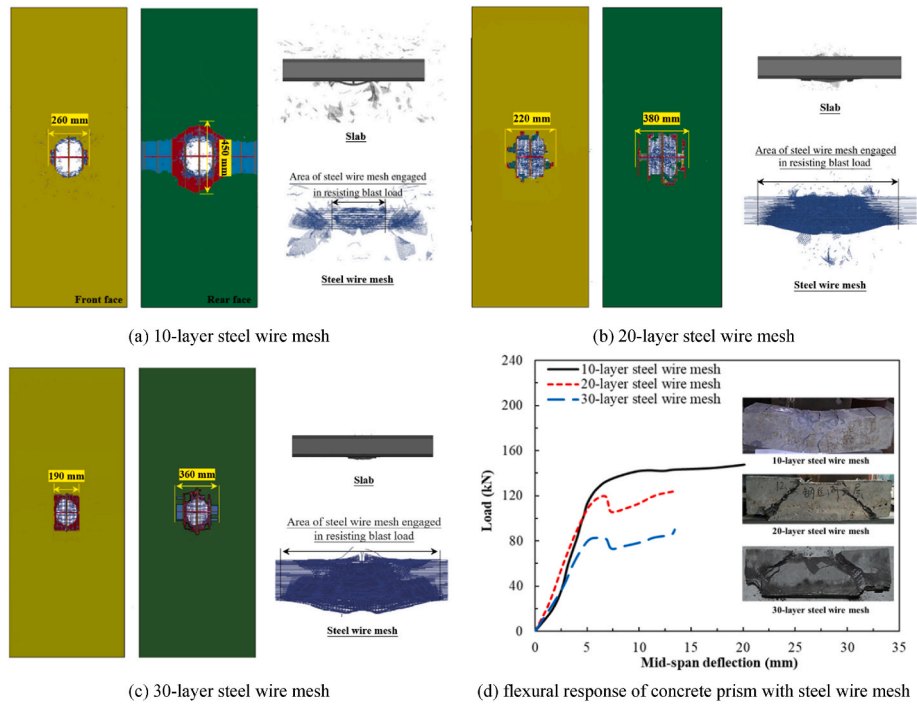 260 mm
450 mm
Front face
Rear face
Slab
Area of steel wire mesh engaged
in resisting blast load
Steel wire mesh
(a) 10-layer steel wire mesh
220 mm
380 mm
Slab
Area of steel wire mesh engaged
in resisting blast load
Steel wire mesh
(b) 20-layer steel wire mesh
190 mm
360 mm
Slab
Area of steel wire mesh engaged
in resisting blast load
Steel wire mesh
(c) 30-layer steel wire mesh
240
200
160
120
80
40
0
Load (kN)
10-layer steel wire mesh
20-layer steel wire mesh
30-layer steel wire mesh
10-layer steel wire mesh
20-layer steel wire mesh
30-layer steel wire mesh
0 5 10 15 20 25 30 35
Mid-span deflection (mm)
(d) flexural response of concrete prism with steel wire mesh